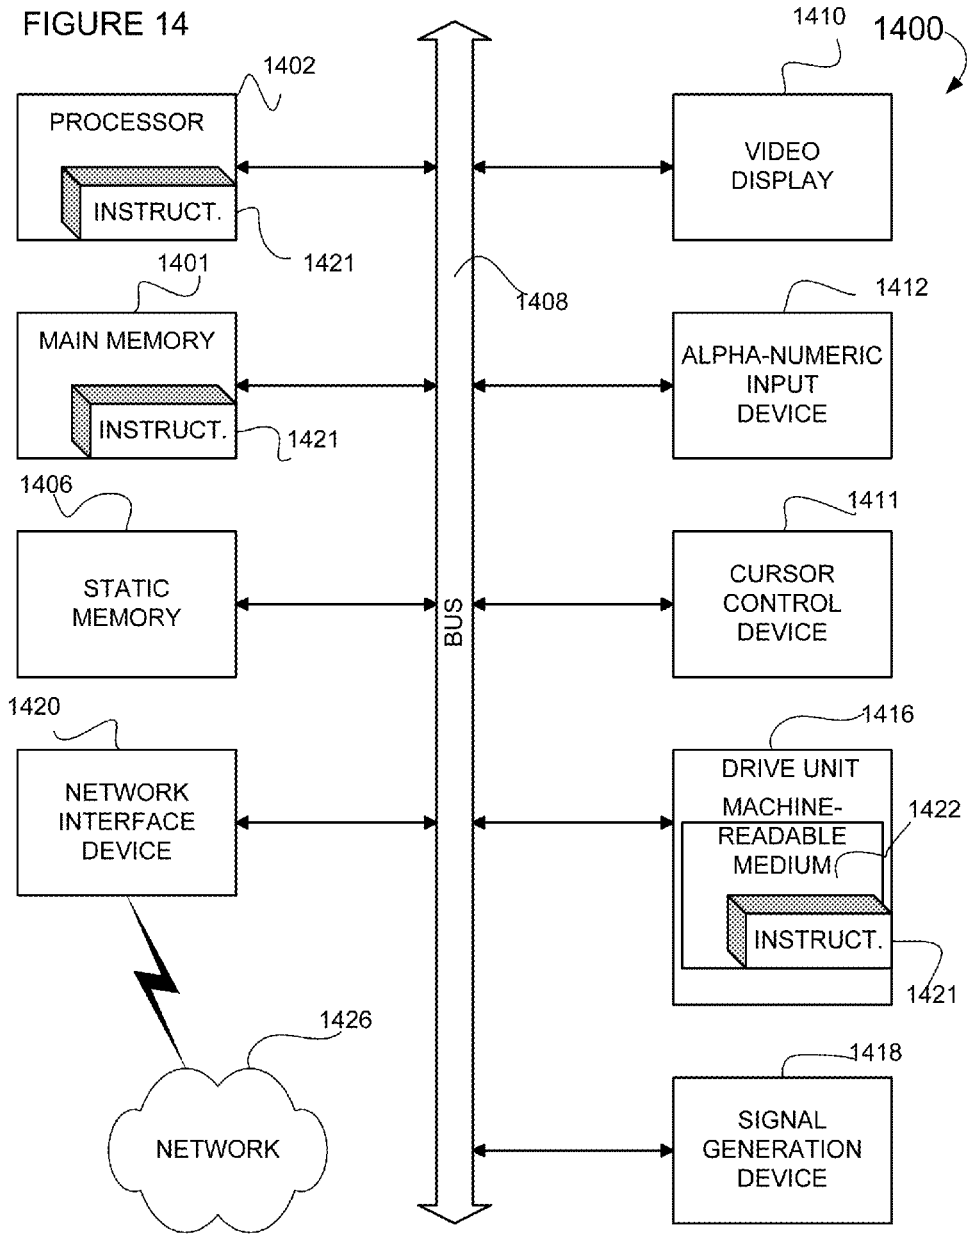 FIGURE 14
1400
1402
PROCESSOR
INSTRUCT.
1421
1401
MAIN MEMORY
INSTRUCT.
1421
1406
STATIC
MEMORY
1420
NETWORK
INTERFACE
DEVICE
1426
NETWORK
1408
BUS
1410
VIDEO
DISPLAY
1412
ALPHA-NUMERIC
INPUT
DEVICE
1411
CURSOR
CONTROL
DEVICE
1416
DRIVE UNIT
MACHINE-
READABLE
MEDIUM
1422
INSTRUCT.
1421
1418
SIGNAL
GENERATION
DEVICE